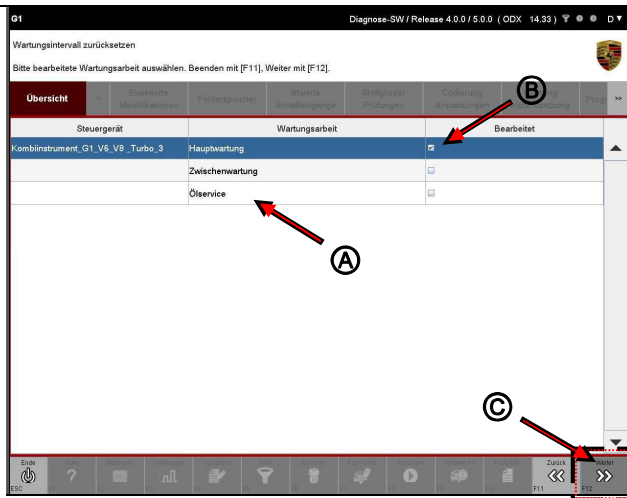 G1
Diagnose-SW / Release 4.0.0 / 5.0.0 ( ODX 14.33 ) D
Wartungsintervall zurücksetzen
Bitte bearbeitete Wartungsarbeit auswählen. Beenden mit [F11], Weiter mit [F12].
Übersicht
Erweiterte Identifikationen
Fehlerspeicher
Istwerte
Stellglieder Prüfungen
Codierung Anpassungen
B
Steuergerät Wartungsarbeit Bearbeitet
Kombiinstrument_G1_V6_V8 _Turbo_3 Hauptwartung
Zwischenwartung
Ölservice
A
C
Ende Zurück Weiter
ESC ? F11 F12